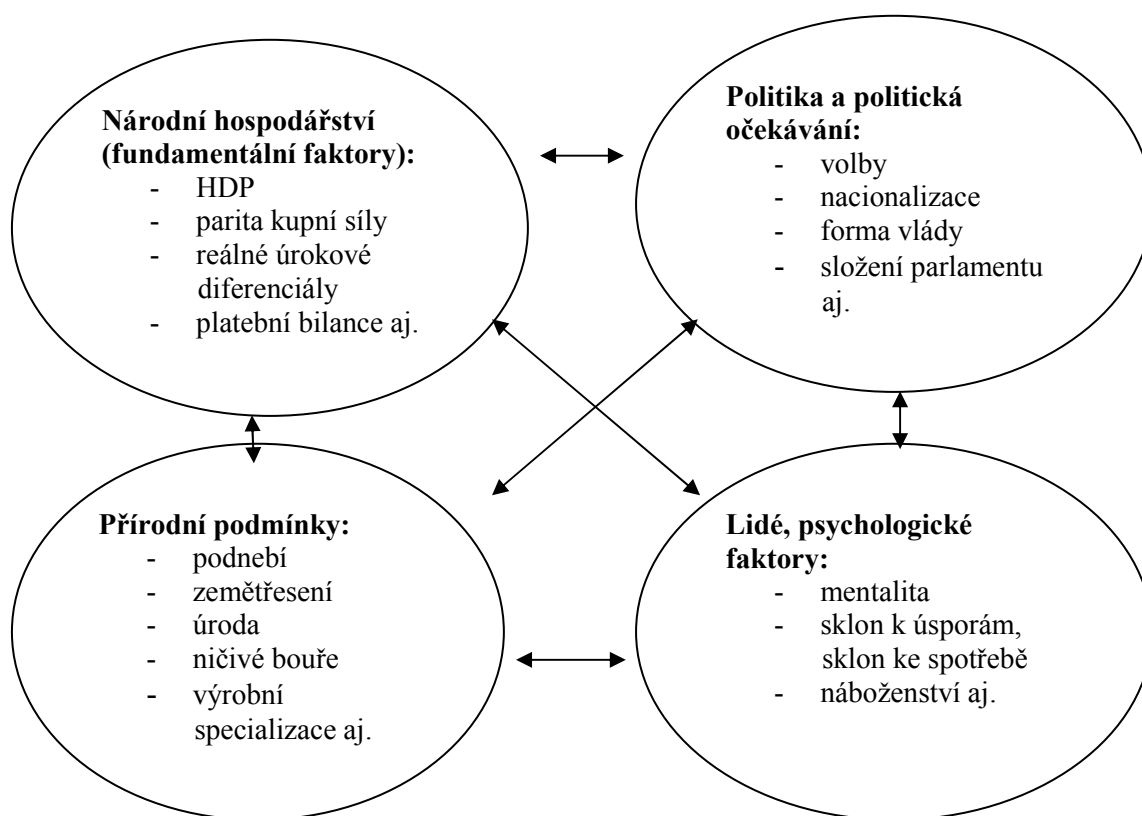 Národní hospodářství
(fundamentální faktory):
- HDP
- parita kupní síly
- reálné úrokové
diferenciály
- platební bilance aj.
Politika a politická
očekávání:
- volby
- nacionalizace
- forma vlády
- složení parlamentu
aj.
Přírodní podmínky:
- podnebí
- zemětřesení
- úroda
- ničivé bouře
- výrobní
specializace aj.
Lidé, psychologické
faktory:
- mentalita
- sklon k úsporám,
sklon ke spotřebě
- náboženství aj.